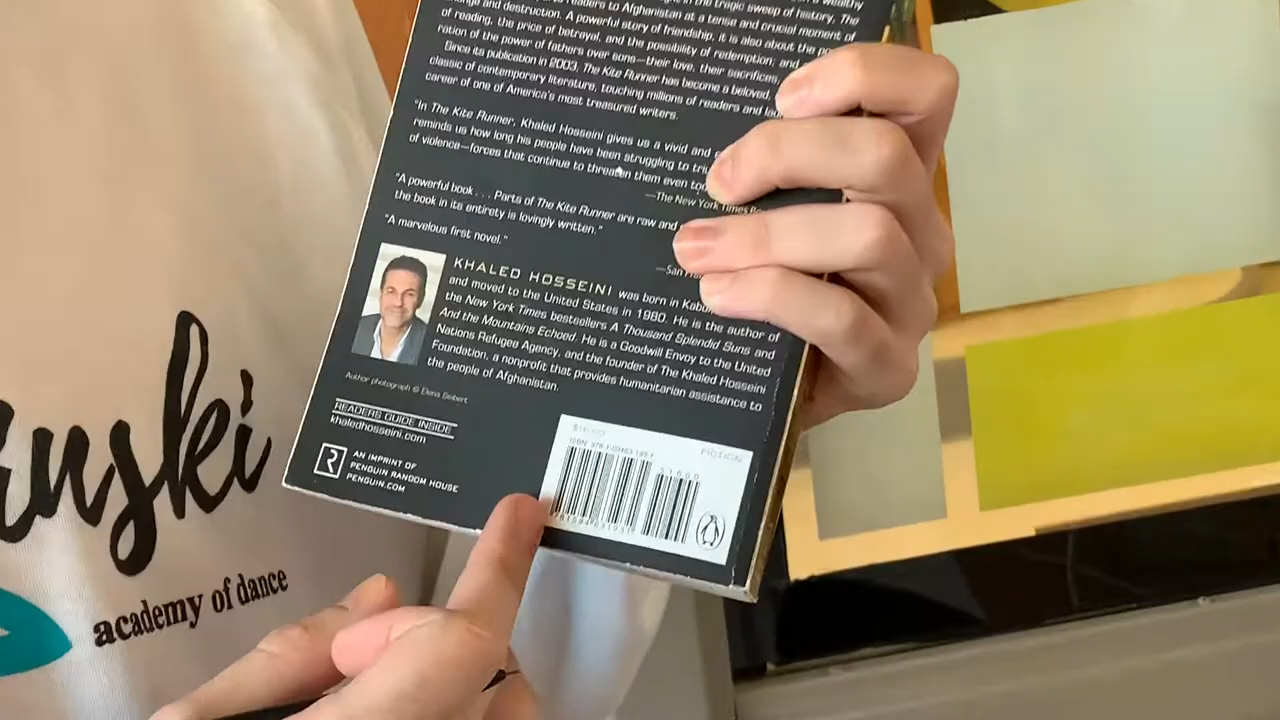 readers to Afghanistan at a tense and crucial moment of
and destruction. A powerful story of friendship, it is also about the
of reading, the price of betrayal, and the possibility of redemption; and
ration of the power of fathers over sons—their love, their sacrifices,
Since its publication in 2003, The Kite Runner has become a beloved,
classic of contemporary literature, touching millions of readers and
career of one of America's most treasured writers.
"In The Kite Runner, Khaled Hosseini gives us a vivid and
reminds us how long his people have been struggling to
of violence—forces that continue to threaten them even
—The New York Times
"A powerful book . . . Parts of The Kite Runner are raw and
the book in its entirety is lovingly written."
"A marvelous first novel."
—San
KHALED HOSSEINI was born in
and moved to the United States in 1980. He is the author of
the New York Times bestsellers A Thousand Splendid Suns and
And the Mountains Echoed. He is a Goodwill Envoy to the United
Nations Refugee Agency, and the founder of The Khaled Hosseini
Foundation, a nonprofit that provides humanitarian assistance to
the people of Afghanistan.
Author photograph © Elena Seibert
READERS GUIDE INSIDE
khaledhosseini.com
AN IMPRINT OF
PENGUIN RANDOM HOUSE
PENGUIN.COM
FICTION
51600
academy of dance